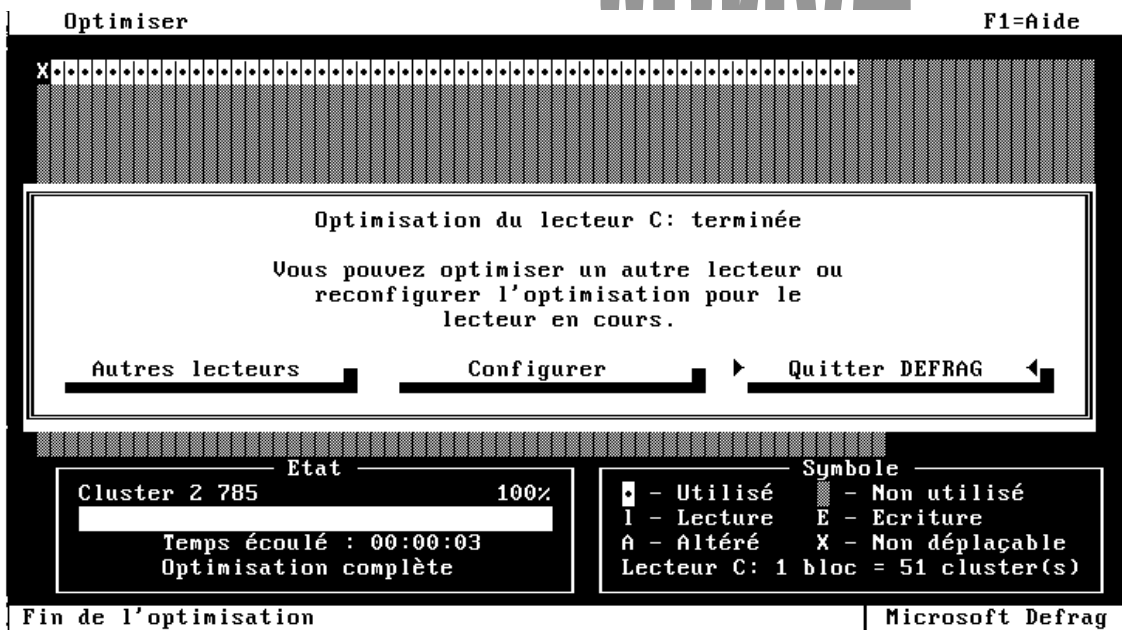 Optimiser F1=Aide
X
Optimisation du lecteur C: terminée
Vous pouvez optimiser un autre lecteur ou
reconfigurer l'optimisation pour le
lecteur en cours.
Autres lecteurs Configurer Quitter DEFRAG
Etat
Cluster 2 785 100%
Temps écoulé : 00:00:03
Optimisation complète
Symbole
• - Utilisé ▒ - Non utilisé
l - Lecture E - Ecriture
A - Altéré X - Non déplaçable
Lecteur C: 1 bloc = 51 cluster(s)
Fin de l'optimisation Microsoft Defrag